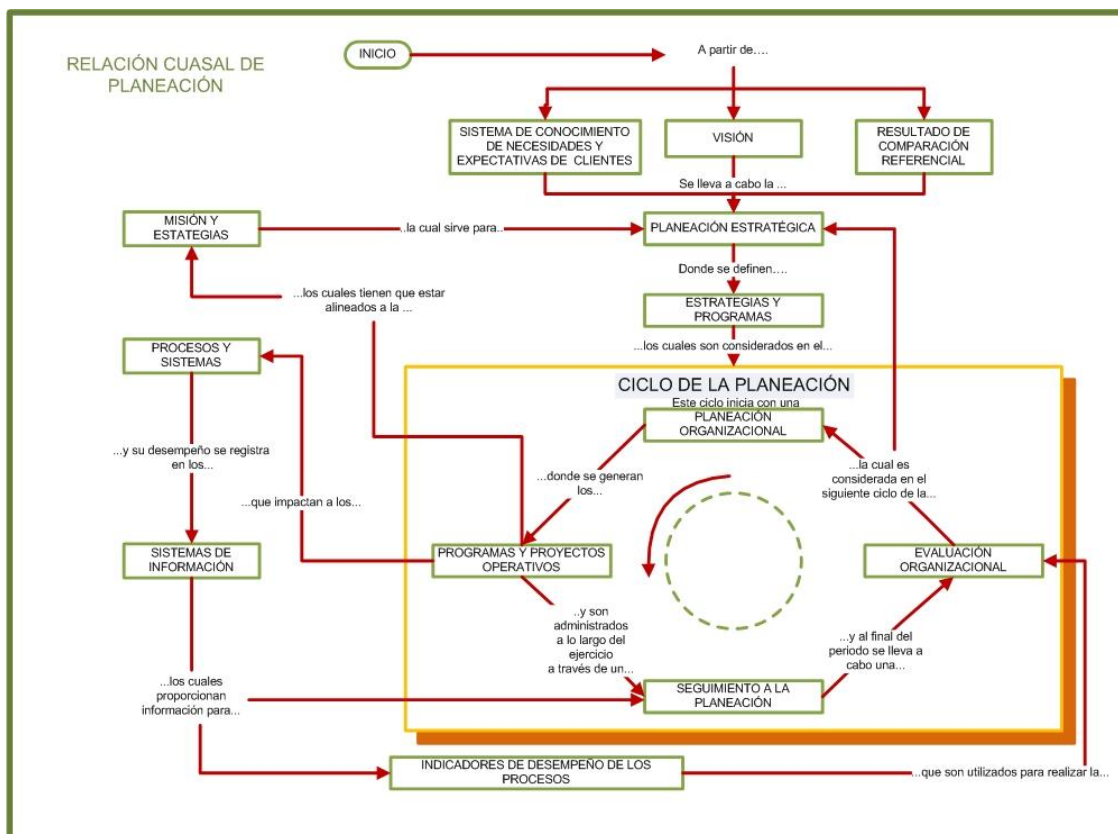 RELACIÓN CUASAL DE
PLANEACIÓN
INICIO
A partir de....
SISTEMA DE CONOCIMIENTO
DE NECESIDADES Y
EXPECTATIVAS DE CLIENTES
VISIÓN
RESULTADO DE
COMPARACIÓN
REFERENCIAL
Se lleva a cabo la ...
MISIÓN Y
ESTATEGIAS
..la cual sirve para..
PLANEACIÓN ESTRATÉGICA
Donde se definen....
...los cuales tienen que estar
alineados a la ...
ESTRATEGIAS Y
PROGRAMAS
...los cuales son considerados en el...
PROCESOS Y
SISTEMAS
CICLO DE LA PLANEACIÓN
Este ciclo inicia con una
PLANEACIÓN
ORGANIZACIONAL
...y su desempeño se registra
en los...
...donde se generan
los...
...la cual es
considerada en el
siguiente ciclo de la...
...que impactan a los...
SISTEMAS DE
INFORMACIÓN
PROGRAMAS Y PROYECTOS
OPERATIVOS
EVALUACIÓN
ORGANIZACIONAL
..y son
administrados
a lo largo del
ejercicio
a través de un...
...y al final del
periodo se lleva a
cabo una...
...los cuales
proporcionan
información para...
SEGUIMIENTO A LA
PLANEACIÓN
INDICADORES DE DESEMPEÑO DE LOS
PROCESOS
...que son utilizados para realizar la...